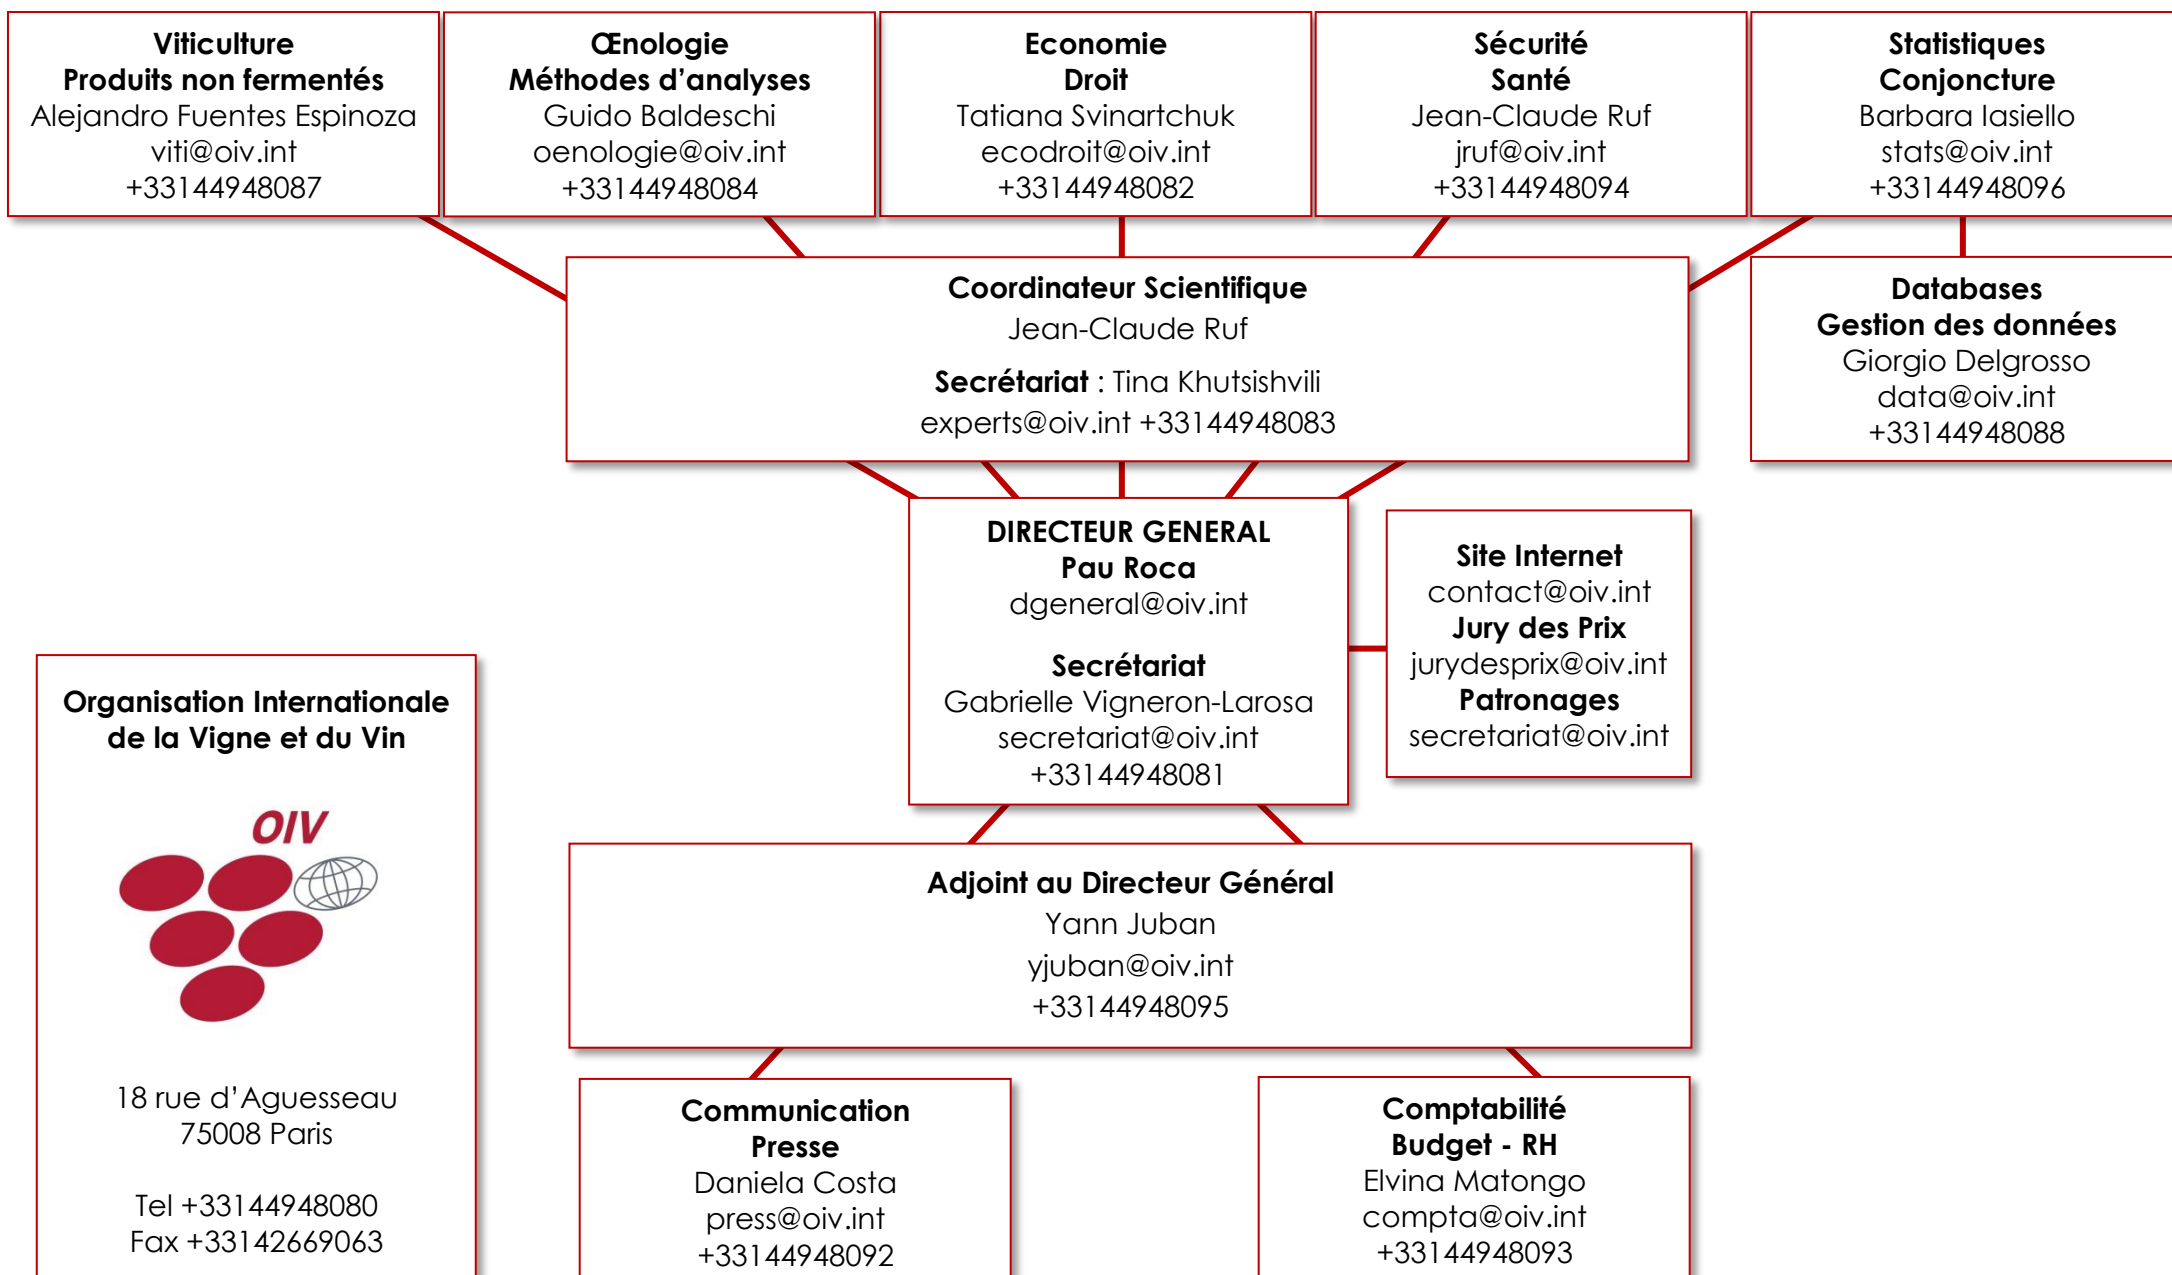 Viticulture
Produits non fermentés
Alejandro Fuentes Espinoza
viti@oiv.int
+33144948087
Œnologie
Méthodes d’analyses
Guido Baldeschi
oenologie@oiv.int
+33144948084
Economie
Droit
Tatiana Svinartchuk
ecodroit@oiv.int
+33144948082
Sécurité
Santé
Jean-Claude Ruf
jruf@oiv.int
+33144948094
Statistiques
Conjoncture
Barbara Iasiello
stats@oiv.int
+33144948096
Coordinateur Scientifique
Jean-Claude Ruf
Secrétariat : Tina Khutsishvili
experts@oiv.int +33144948083
Databases
Gestion des données
Giorgio Delgrosso
data@oiv.int
+33144948088
DIRECTEUR GENERAL
Pau Roca
dgeneral@oiv.int
Secrétariat
Gabrielle Vigneron-Larosa
secretariat@oiv.int
+33144948081
Site Internet
contact@oiv.int
Jury des Prix
jurydesprix@oiv.int
Patronages
secretariat@oiv.int
Organisation Internationale
de la Vigne et du Vin
OIV
18 rue d’Aguesseau
75008 Paris
Tel +33144948080
Fax +33142669063
Adjoint au Directeur Général
Yann Juban
yjuban@oiv.int
+33144948095
Communication
Presse
Daniela Costa
press@oiv.int
+33144948092
Comptabilité
Budget - RH
Elvina Matongo
compta@oiv.int
+33144948093